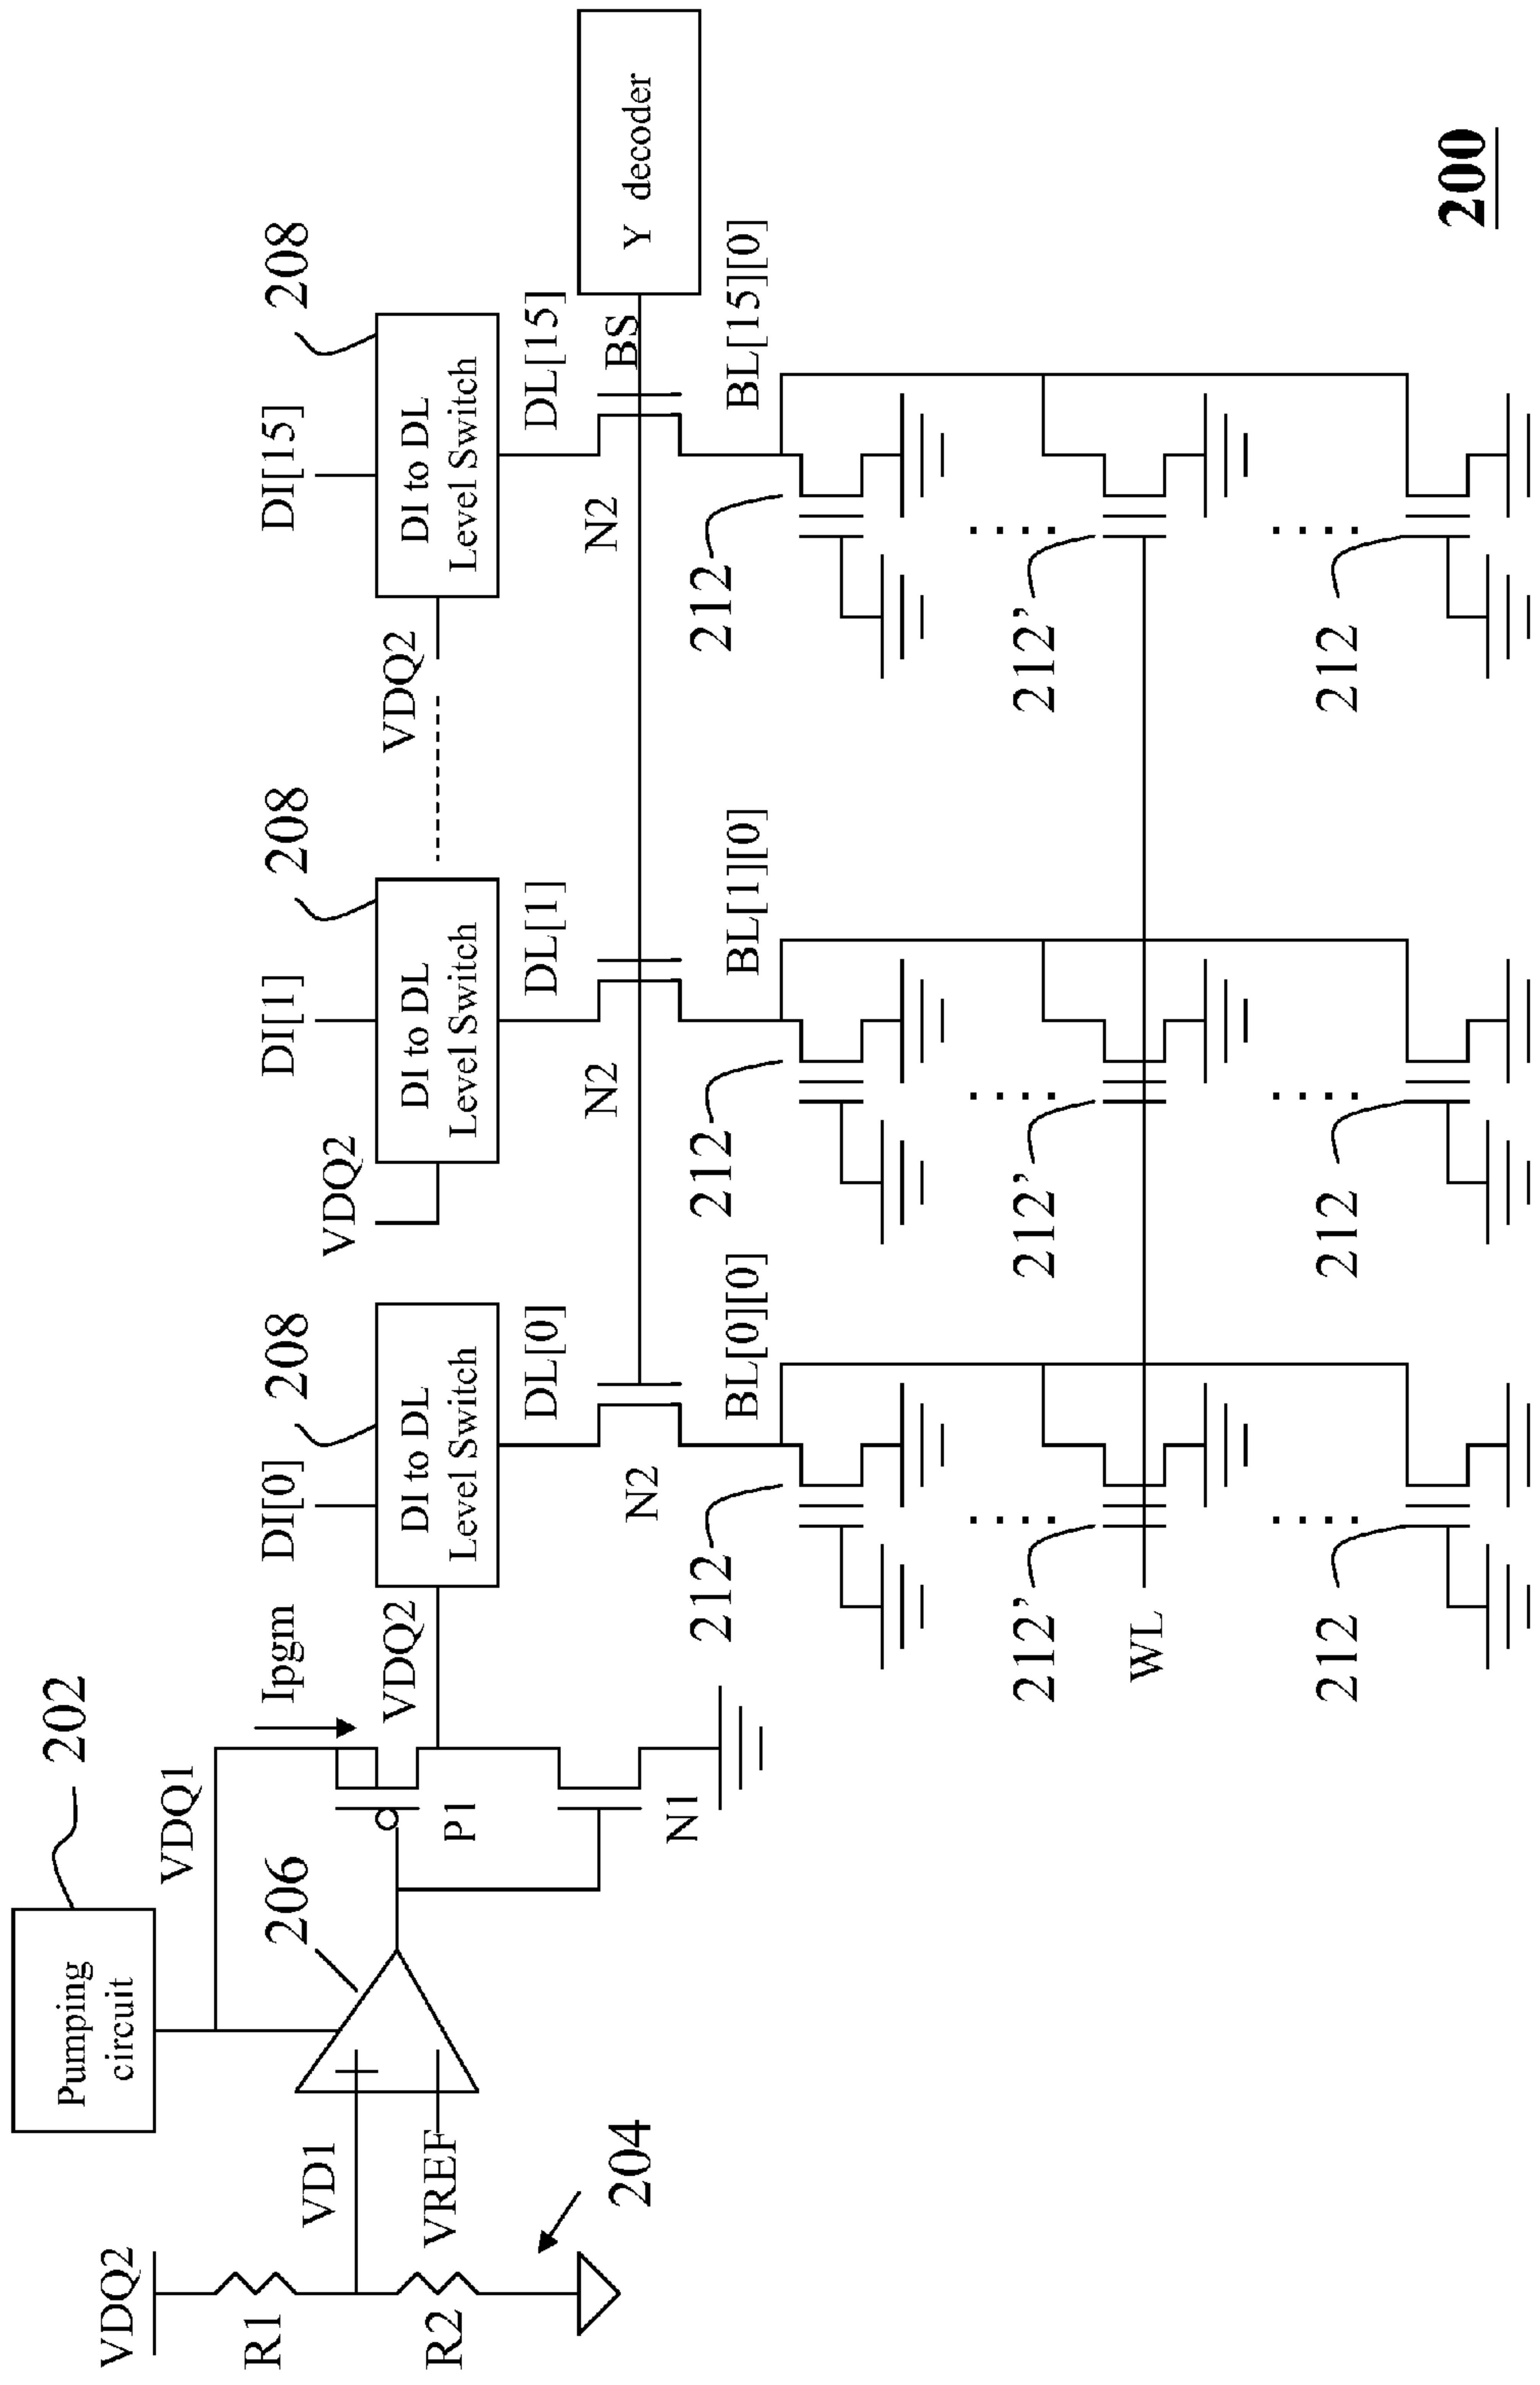 202
Pumping
circuit
VDQ1
Ipgm
DI[0]
208
DI[1]
208
DI[15]
208
VDQ2
R1
R2
204
VD1
VREF
206
P1
N1
VDQ2
DI to DL
Level Switch
VDQ2
DI to DL
Level Switch
VDQ2
DI to DL
Level Switch
DL[0]
DL[1]
DL[15]
N2
N2
N2
BS
Y decoder
BL[0][0]
BL[1][0]
BL[15][0]
212
212
212
212’
212’
212’
WL
212
212
212
200